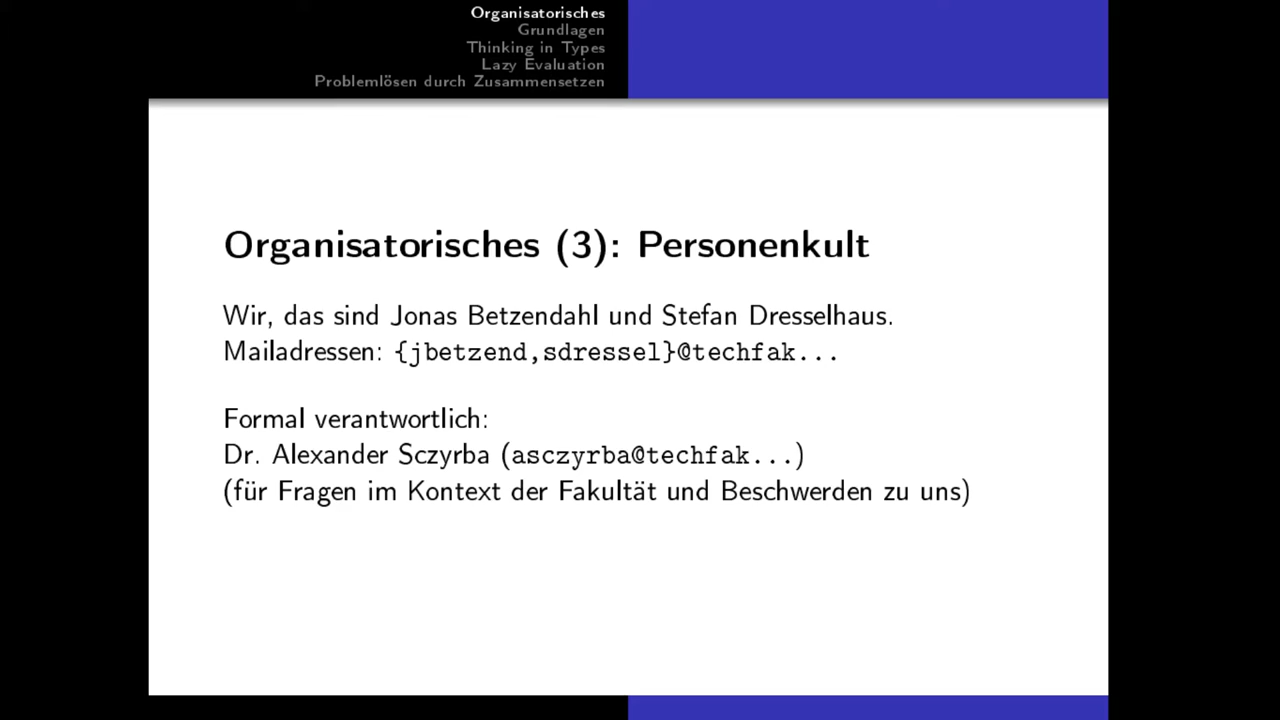 Organisatorisches
Grundlagen
Thinking in Types
Lazy Evaluation
Problemlösen durch Zusammensetzen
Organisatorisches (3): Personenkult
Wir, das sind Jonas Betzendahl und Stefan Dresselhaus.
Mailadressen: {jbetzend,sdressel}@techfak...
Formal verantwortlich:
Dr. Alexander Sczyrba (asczyrba@techfak...)
(für Fragen im Kontext der Fakultät und Beschwerden zu uns)